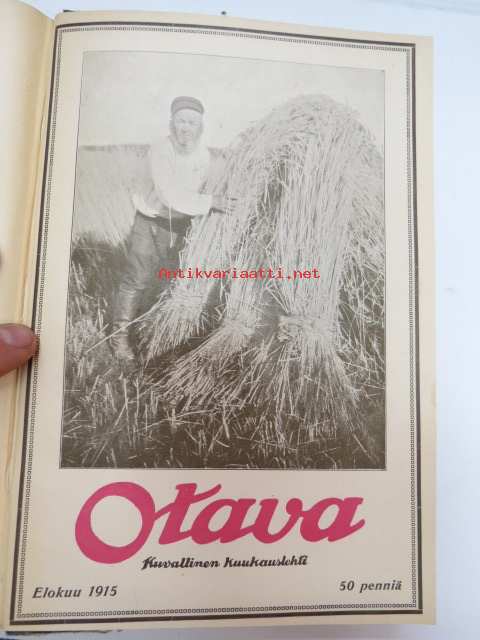 Antikvariaatti.net
Otava
Kuvallinen Kuukauslehti
Elokuu 1915
50 penniä